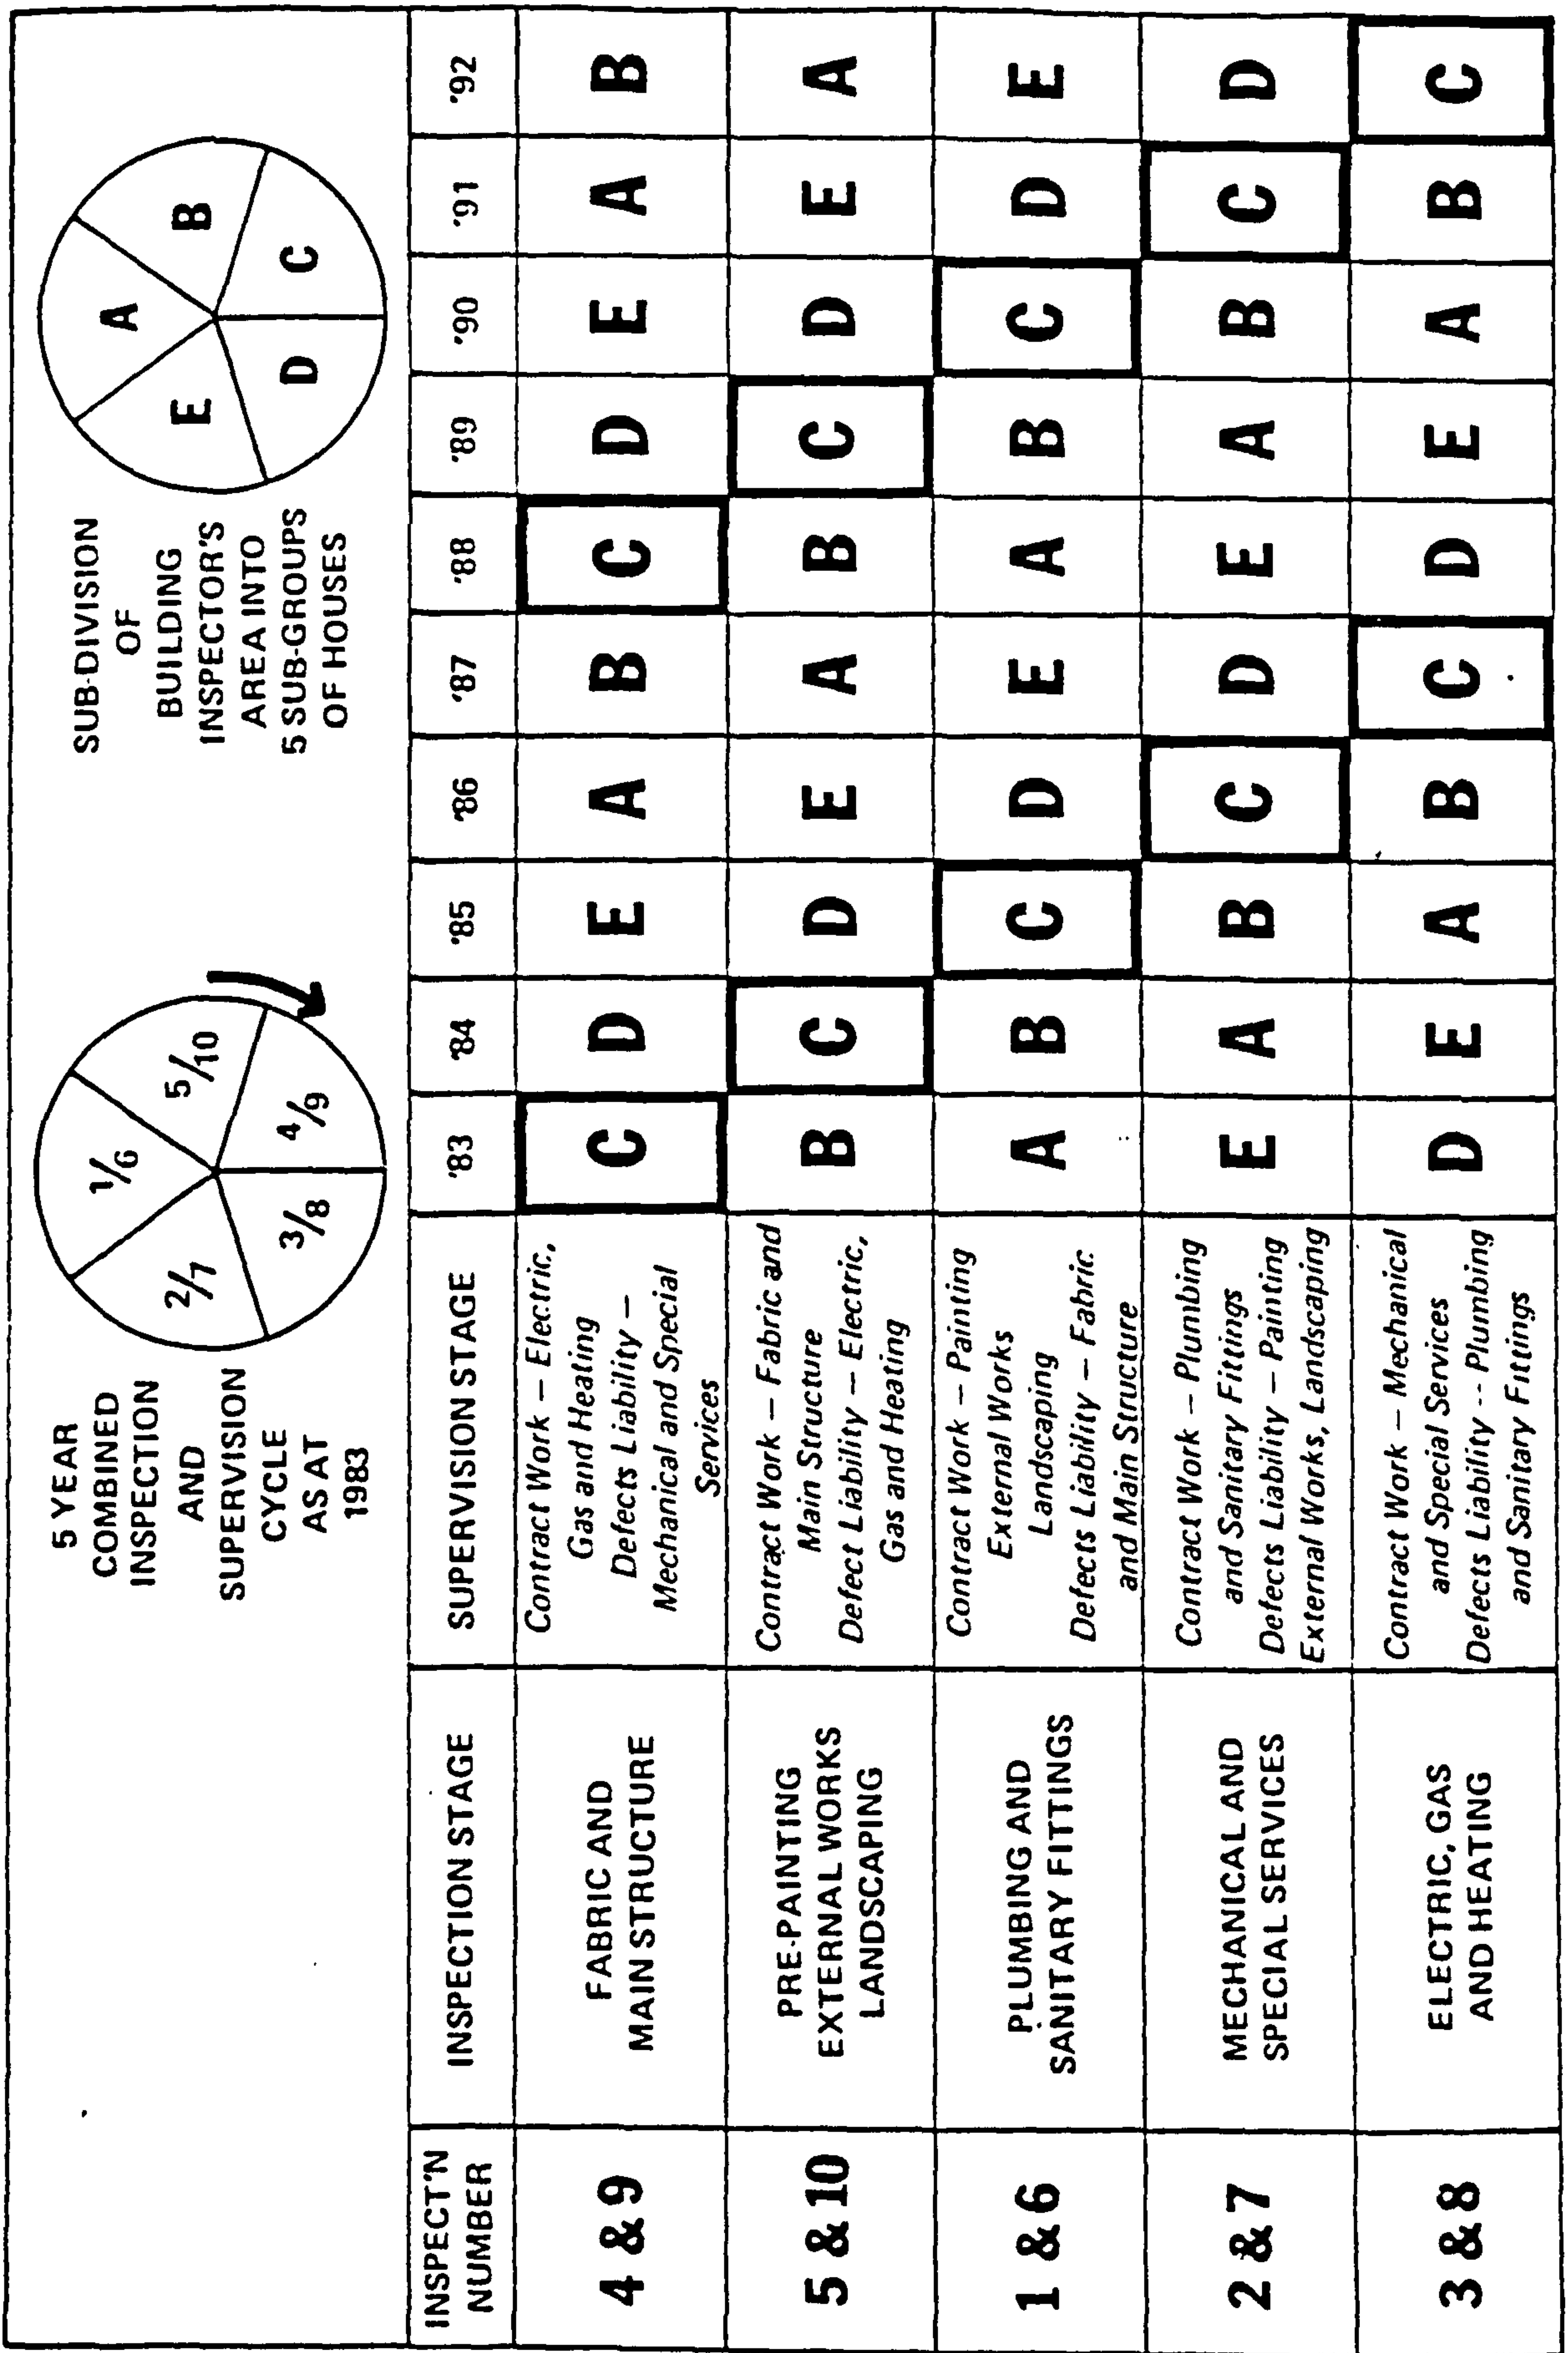 5 YEAR
COMBINED
INSPECTION
AND
SUPERVISION
CYCLE
AS AT
1983
1/6
5/10
4/9
3/8
2/7
SUB-DIVISION
OF
BUILDING
INSPECTOR'S
AREA INTO
5 SUB-GROUPS
OF HOUSES
A
B
C
D
E
INSPECT'N
NUMBER
INSPECTION STAGE
SUPERVISION STAGE
'83 '84 '85 '86 '87 '88 '89 '90 '91 '92
4 & 9
FABRIC AND
MAIN STRUCTURE
Contract Work – Electric,
Gas and Heating
Defects Liability –
Mechanical and Special
Services
C D E A B C D E A B
5 & 10
PRE-PAINTING
EXTERNAL WORKS
LANDSCAPING
Contract Work – Fabric and
Main Structure
Defect Liability – Electric,
Gas and Heating
B C D E A B C D E A
1 & 6
PLUMBING AND
SANITARY FITTINGS
Contract Work – Painting
External Works
Landscaping
Defects Liability – Fabric
and Main Structure
A B C D E A B C D E
2 & 7
MECHANICAL AND
SPECIAL SERVICES
Contract Work – Plumbing
and Sanitary Fittings
Defects Liability – Painting
External Works, Landscaping
E A B C D E A B C D
3 & 8
ELECTRIC, GAS
AND HEATING
Contract Work – Mechanical
and Special Services
Defects Liability -- Plumbing
and Sanitary Fittings
D E A B C D E A B C